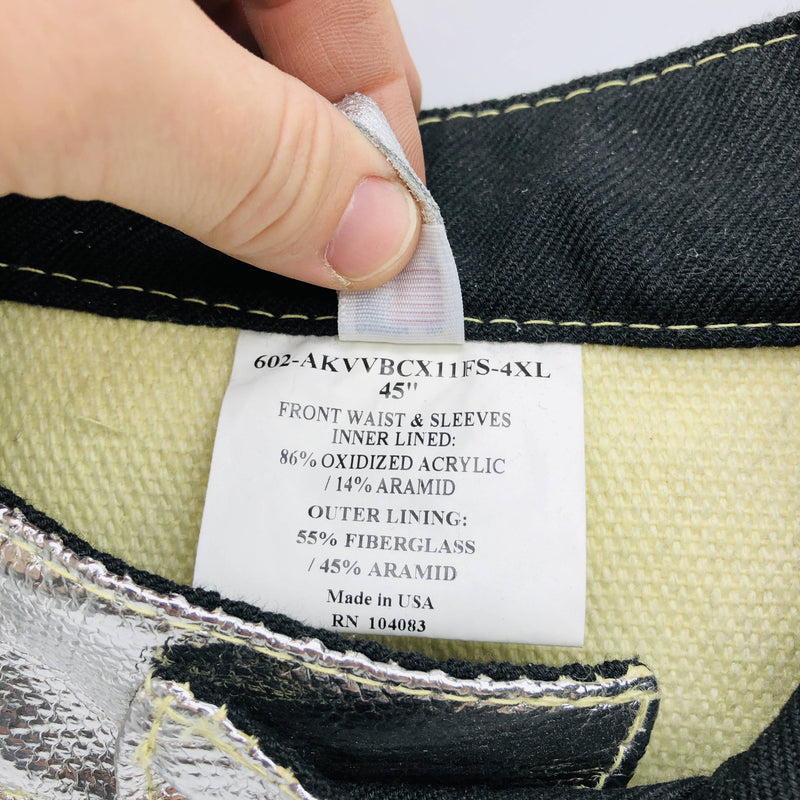 602-AKVVBCX11FS-4XL
45"
FRONT WAIST & SLEEVES
INNER LINED:
86% OXIDIZED ACRYLIC
/ 14% ARAMID
OUTER LINING:
55% FIBERGLASS
/ 45% ARAMID
Made in USA
RN 104083